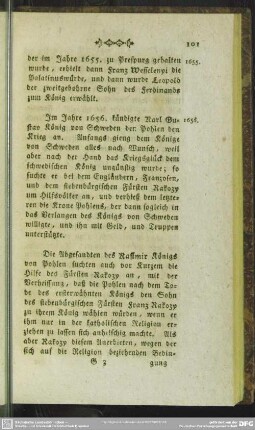 101
der im Jahre 1655. zu Prespurg gehalten 1655.
wurde, erhielt dann Franz Wesselenyi die
Palatinuswürde, und dann wurde Leopold
der zweitgebohrne Sohn des Ferdinands
zum König erwählt.
Im Jahre 1656. kündigte Karl Gu- 1656.
stav König von Schweden der Pohlen den
Krieg an. Anfangs gieng dem Könige
von Schweden alles nach Wunsch, weil
aber nach der Hand das Kriegsglück dem
schwedischen König ungünstig wurde; so
suchte er bei dem Engländern, Franzosen,
und dem siebenbürgischen Fürsten Rakozy
um Hilfsvölker an, und verhieß dem letzte-
ren die Krone Pohlens, der dann sogleich in
das Verlangen des Königs von Schweden
willigte, und ihn mit Geld, und Truppen
unterstützte.
Die Abgesandten des Kasimir Königs
von Pohlen suchten auch vor Kurzem die
Hilfe des Fürsten Rakozy an, mit der
Verheissung, daß die Pohlen nach dem To-
de des ersterwähnten Königs den Sohn
des siebenbürgischen Fürsten Franz Rakozy
zu ihrem König wählen würden, wenn er
ihm nur in der katholischen Religion er-
ziehen zu lassen sich anheischig machte. Als
aber Rakozy diesem Anerbieten, wegen der
sich auf die Religion beziehenden Bedin-
G 3 gung